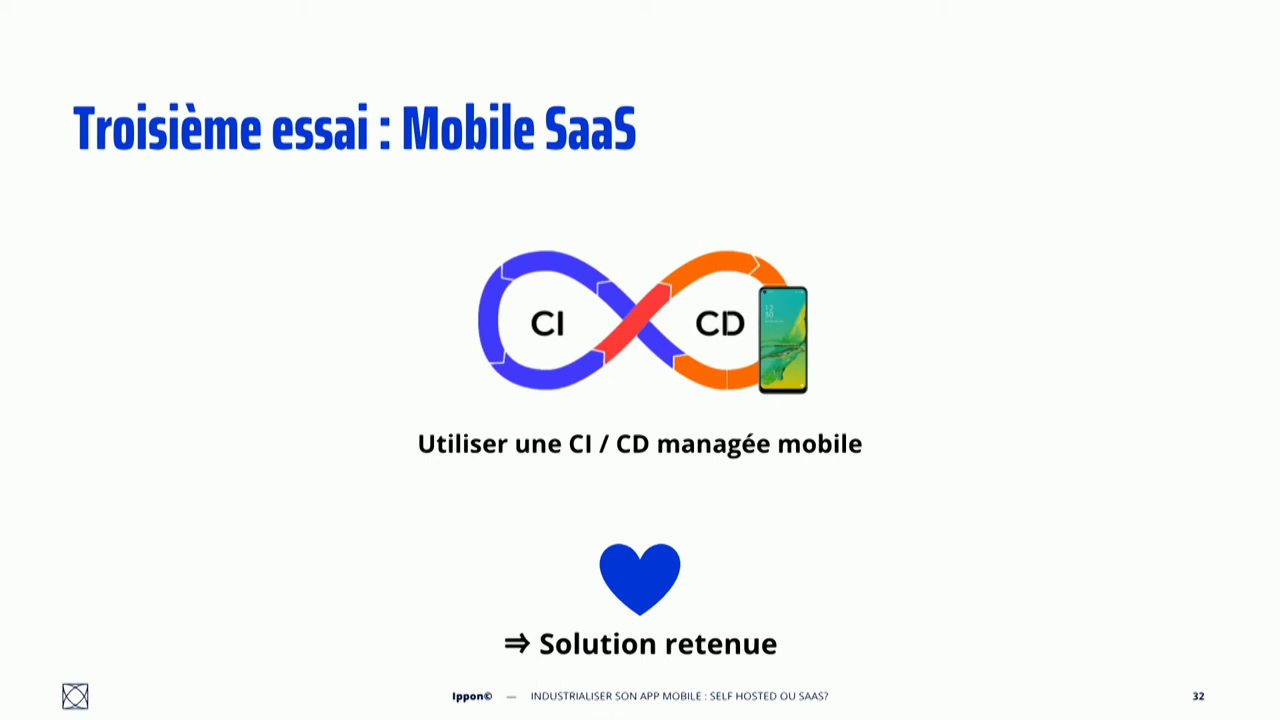 Troisième essai : Mobile SaaS
CI
CD
Utiliser une CI / CD managée mobile
⇒ Solution retenue
Ippon© — INDUSTRIALISER SON APP MOBILE : SELF HOSTED OU SAAS?
32